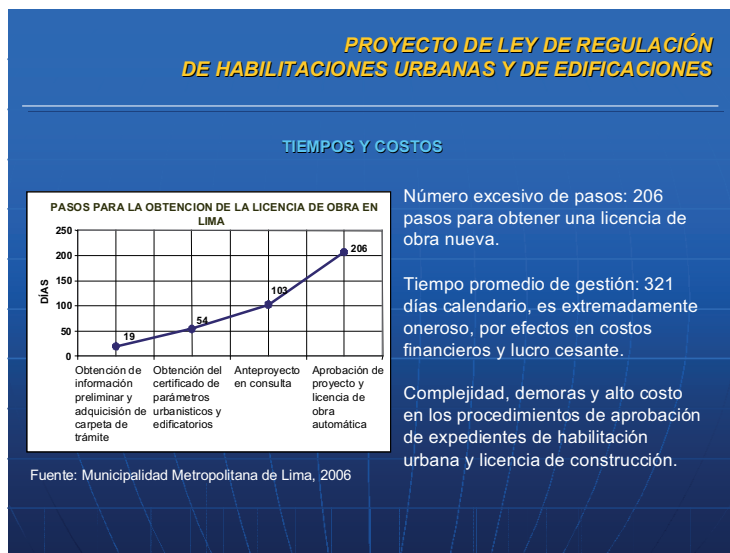 PROYECTO DE LEY DE REGULACIÓN
DE HABILITACIONES URBANAS Y DE EDIFICACIONES
TIEMPOS Y COSTOS
PASOS PARA LA OBTENCION DE LA LICENCIA DE OBRA EN
LIMA
DÍAS
250
200
150
100
50
0
19
54
103
206
Obtención de
información
preliminar y
adquicisión de
carpeta de
trámite
Obtención del
certificado de
parámetros
urbanisticos y
edificatorios
Anteproyecto
en consulta
Aprobación de
proyecto y
licencia de
obra
automática
Fuente: Municipalidad Metropolitana de Lima, 2006
Número excesivo de pasos: 206
pasos para obtener una licencia de
obra nueva.
Tiempo promedio de gestión: 321
días calendario, es extremadamente
oneroso, por efectos en costos
financieros y lucro cesante.
Complejidad, demoras y alto costo
en los procedimientos de aprobación
de expedientes de habilitación
urbana y licencia de construcción.